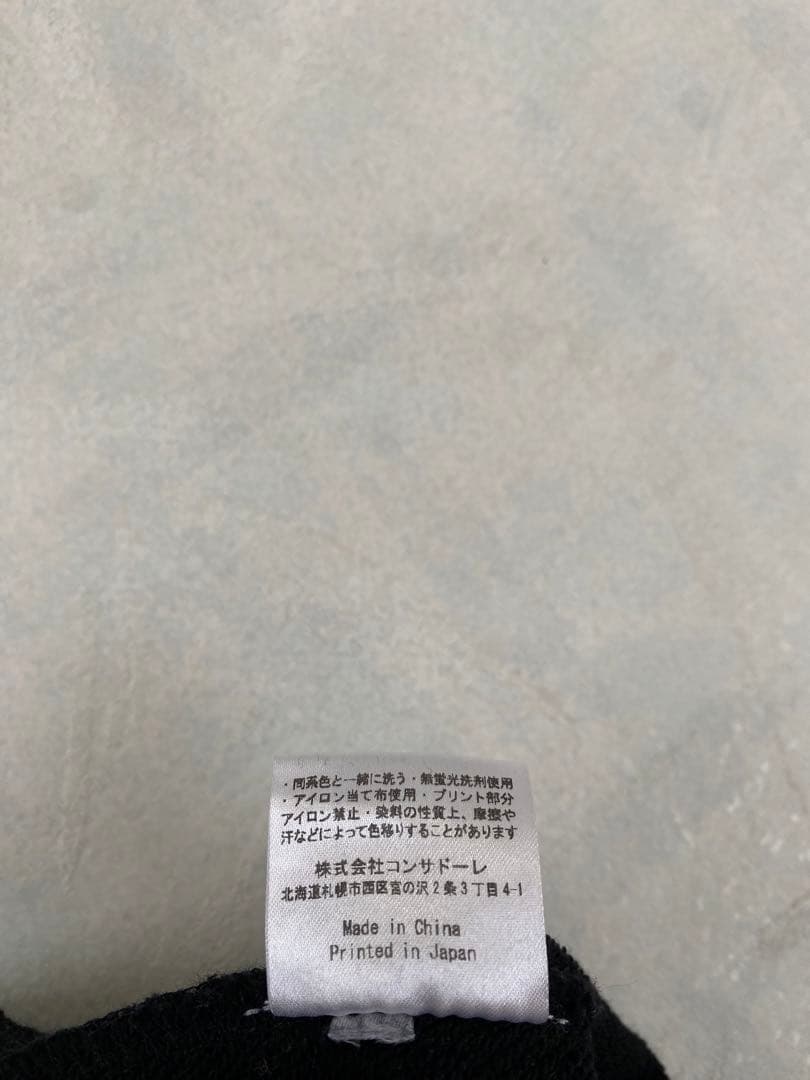 ・同系色と一緒に洗う・無蛍光洗剤使用
・アイロン当て布使用・プリント部分
アイロン禁止・染料の性質上、摩擦や
汗などによって色移りすることがあります
株式会社コンサドーレ
北海道札幌市西区宮の沢2条3丁目4-1
Made in China
Printed in Japan